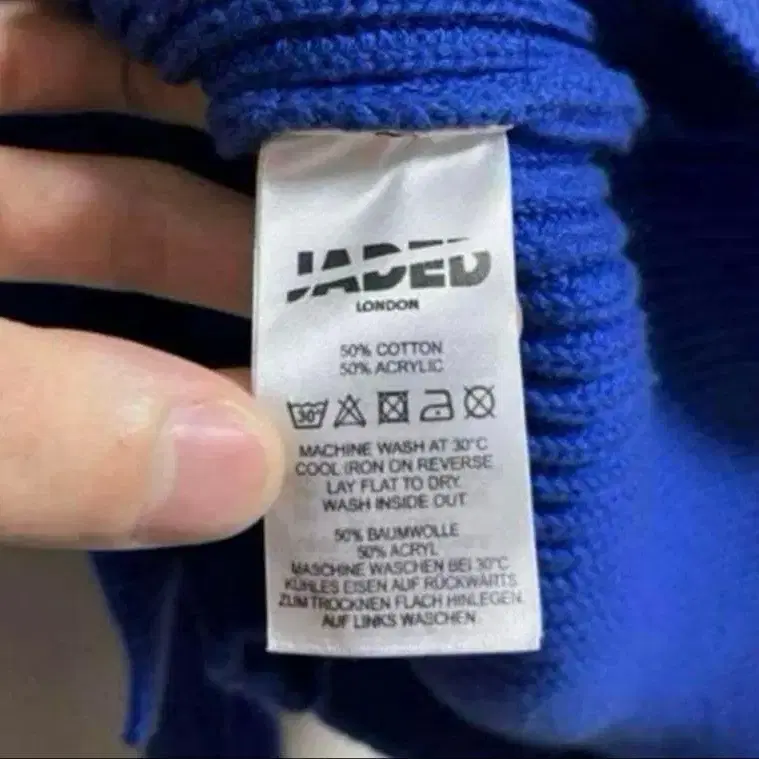 JADED
LONDON
50% COTTON
50% ACRYLIC
30°
MACHINE WASH AT 30°C
COOL IRON ON REVERSE
LAY FLAT TO DRY
WASH INSIDE OUT
50% BAUMWOLLE
50% ACRYL
MASCHINE WASCHEN BEI 30°C
KUHLES EISEN AUF RUCKWARTS
ZUM TROCKNEN FLACH HINLEGEN
AUF LINKS WASCHEN